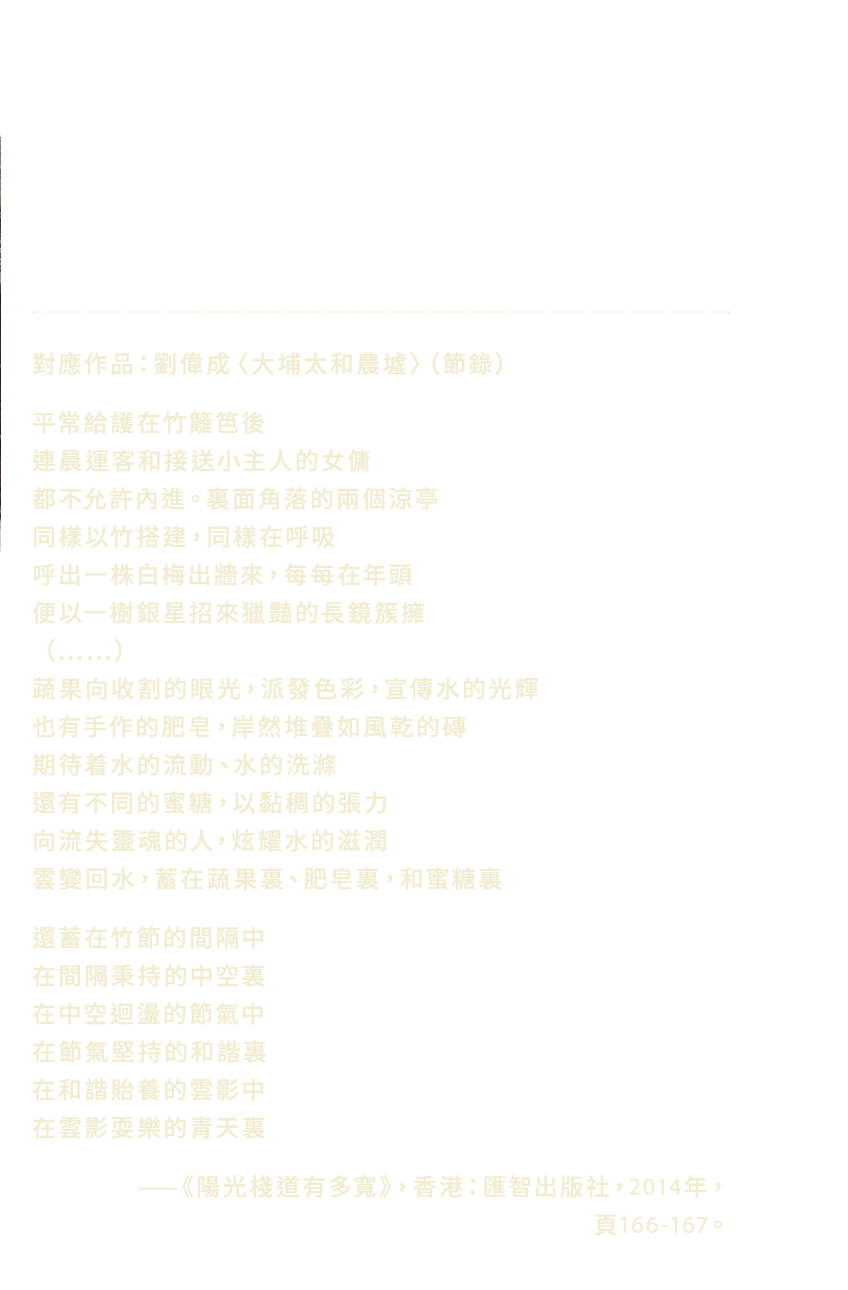 對應作品：劉偉成〈大埔太和農墟〉（節錄）
平常給護在竹籬笆後
連晨運客和接送小主人的女傭
都不允許內進。裏面角落的兩個涼亭
同樣以竹搭建，同樣在呼吸
呼出一株白梅出牆來，每每在年頭
便以一樹銀星招來獵豔的長鏡簇擁
（……）
蔬果向收割的眼光，派發色彩，宣傳水的光輝
也有手作的肥皂，岸然堆疊如風乾的磚
期待着水的流動、水的洗滌
還有不同的蜜糖，以黏稠的張力
向流失靈魂的人，炫耀水的滋潤
雲變回水，蓄在蔬果裏、肥皂裏，和蜜糖裏
還蓄在竹節的間隔中
在間隔秉持的中空裏
在中空迴盪的節氣中
在節氣堅持的和諧裏
在和諧貽養的雲影中
在雲影耍樂的青天裏
——《陽光棧道有多寬》，香港：匯智出版社，2014年，
頁166-167。